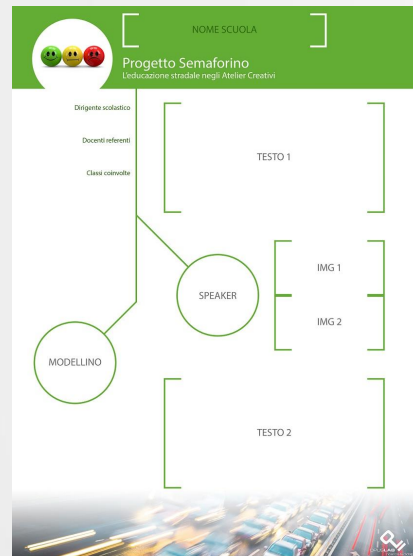 NOME SCUOLA
Progetto Semaforino
L'educazione stradale negli Atelier Creativi
Dirigente scolastico
Docenti referenti
Classi coinvolte
TESTO 1
SPEAKER
IMG 1
IMG 2
MODELLINO
TESTO 2